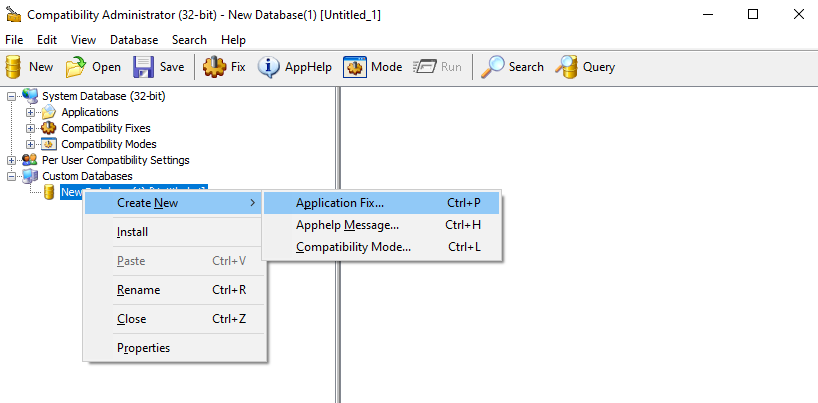 Compatibility Administrator (32-bit) - New Database(1) [Untitled_1]
File Edit View Database Search Help
New Open Save Fix AppHelp Mode Run Search Query
System Database (32-bit)
Applications
Compatibility Fixes
Compatibility Modes
Per User Compatibility Settings
Custom Databases
Create New
Install
Paste Ctrl+V
Rename Ctrl+R
Close Ctrl+Z
Properties
Application Fix... Ctrl+P
Apphelp Message... Ctrl+H
Compatibility Mode... Ctrl+L